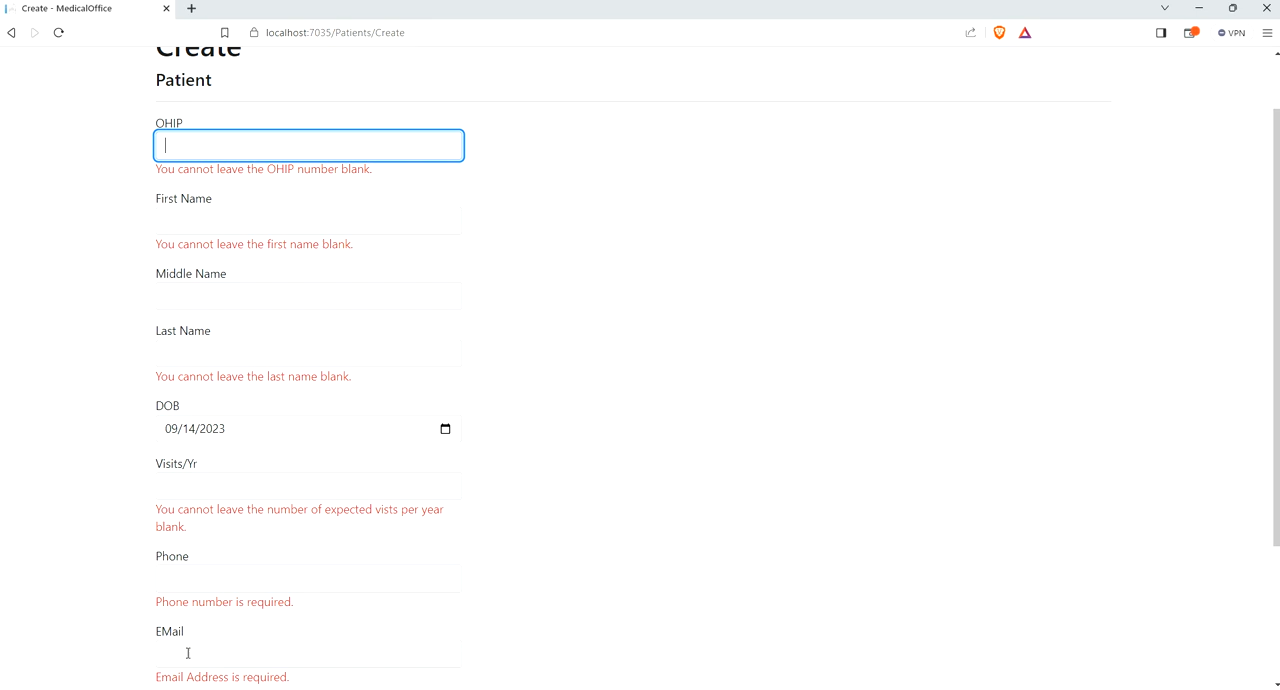 Create - MedicalOffice
localhost:7035/Patients/Create
VPN
Create
Patient
OHIP
You cannot leave the OHIP number blank.
First Name
You cannot leave the first name blank.
Middle Name
Last Name
You cannot leave the last name blank.
DOB
09/14/2023
Visits/Yr
You cannot leave the number of expected vists per year
blank.
Phone
Phone number is required.
EMail
Email Address is required.